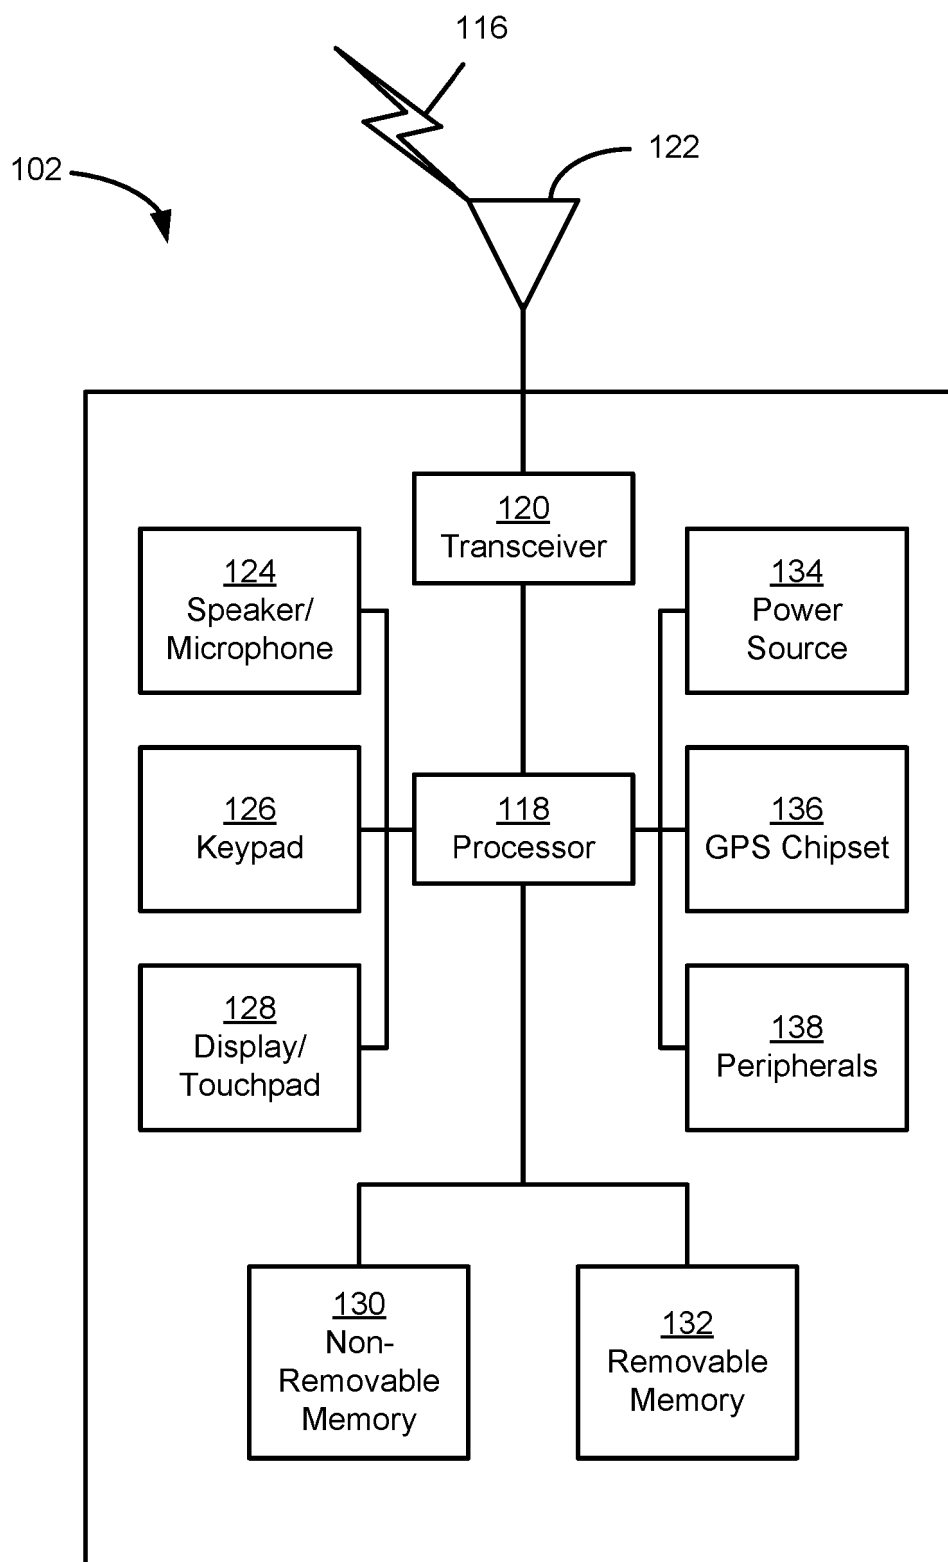 116
122
102
120
Transceiver
124
Speaker/
Microphone
134
Power
Source
126
Keypad
118
Processor
136
GPS Chipset
128
Display/
Touchpad
138
Peripherals
130
Non-
Removable
Memory
132
Removable
Memory